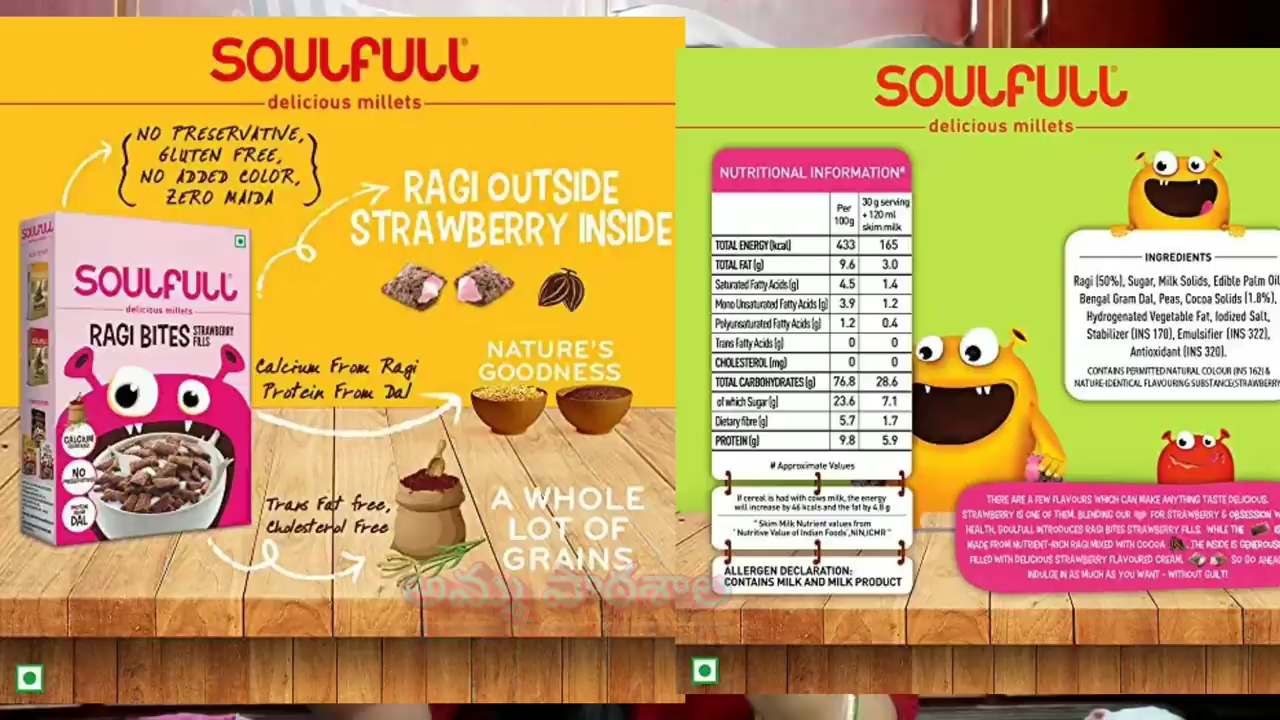 SOULFULL
delicious millets
NO PRESERVATIVE,
GLUTEN FREE,
NO ADDED COLOR,
ZERO MAIDA
RAGI OUTSIDE
STRAWBERRY INSIDE
SOULFULL
SOULFULL
delicious millets
RAGI BITES STRAWBERRY FILLS
CALCIUM
NO
DAL
Calcium From Ragi
Protein From Dal
NATURE'S
GOODNESS
Trans Fat free,
Cholesterol Free
A WHOLE
LOT OF
GRAINS
అమ్మ పాఠశాల
SOULFULL
delicious millets
NUTRITIONAL INFORMATION#
Per 100g 30 g serving + 120 ml skim milk
TOTAL ENERGY (kcal) 433 165
TOTAL FAT (g) 9.6 3.0
Saturated Fatty Acids (g) 4.5 1.4
Mono Unsaturated Fatty Acids (g) 3.9 1.2
Polyunsaturated Fatty Acids (g) 1.2 0.4
Trans Fatty Acids (g) 0 0
CHOLESTEROL (mg) 0 0
TOTAL CARBOHYDRATES (g) 76.8 28.6
of which Sugar (g) 23.6 7.1
Dietary fibre (g) 5.7 1.7
PROTEIN (g) 9.8 5.9
# Approximate Values
If cereal is had with cows milk, the energy
will increase by 46 kcals and the fat by 4.8 g
" Skim Milk Nutrient values from
"Nutritive Value of Indian Foods",NIN,ICMR "
ALLERGEN DECLARATION:
CONTAINS MILK AND MILK PRODUCT
INGREDIENTS
Ragi (50%), Sugar, Milk Solids, Edible Palm Oil
Bengal Gram Dal, Peas, Cocoa Solids (1.8%),
Hydrogenated Vegetable Fat, Iodized Salt,
Stabilizer (INS 170), Emulsifier (INS 322),
Antioxidant (INS 320).
CONTAINS PERMITTED NATURAL COLOUR (INS 162) &
NATURE-IDENTICAL FLAVOURING SUBSTANCE(STRAWBERRY
THERE ARE A FEW FLAVOURS WHICH CAN MAKE ANYTHING TASTE DELICIOUS.
STRAWBERRY IS ONE OF THEM. BLENDING OUR FOR STRAWBERRY & OBSESSION W
HEALTH, SOULFULL INTRODUCES RAGI BITES STRAWBERRY FILLS. WHILE THE
MADE FROM NUTRIENT-RICH RAGI MIXED WITH COCOA THE INSIDE IS GENEROUS
FILLED WITH DELICIOUS STRAWBERRY FLAVOURED CREAM. SO GO AHEAD
INDULGE IN AS MUCH AS YOU WANT - WITHOUT GUILT!